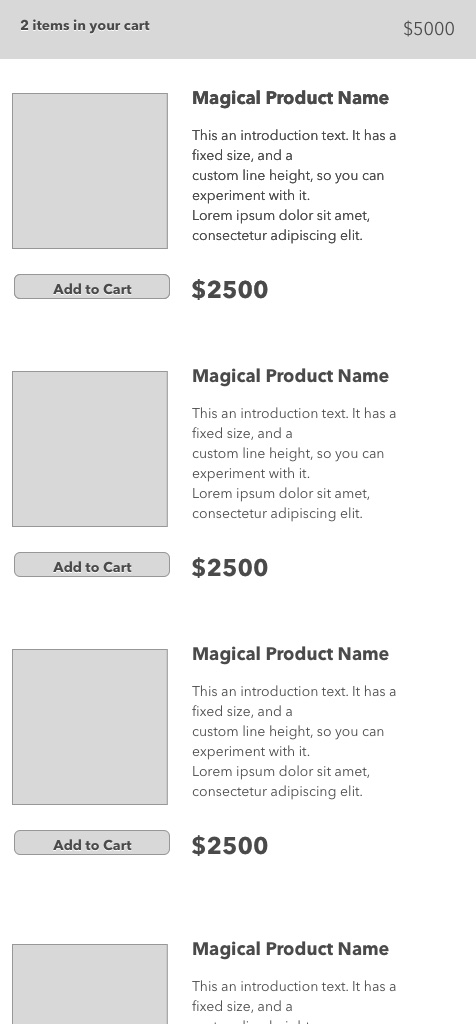 2 items in your cart
$5000
Magical Product Name
This an introduction text. It has a
fixed size, and a
custom line height, so you can
experiment with it.
Lorem ipsum dolor sit amet,
consectetur adipiscing elit.
Add to Cart
$2500
Magical Product Name
This an introduction text. It has a
fixed size, and a
custom line height, so you can
experiment with it.
Lorem ipsum dolor sit amet,
consectetur adipiscing elit.
Add to Cart
$2500
Magical Product Name
This an introduction text. It has a
fixed size, and a
custom line height, so you can
experiment with it.
Lorem ipsum dolor sit amet,
consectetur adipiscing elit.
Add to Cart
$2500
Magical Product Name
This an introduction text. It has a
fixed size, and a